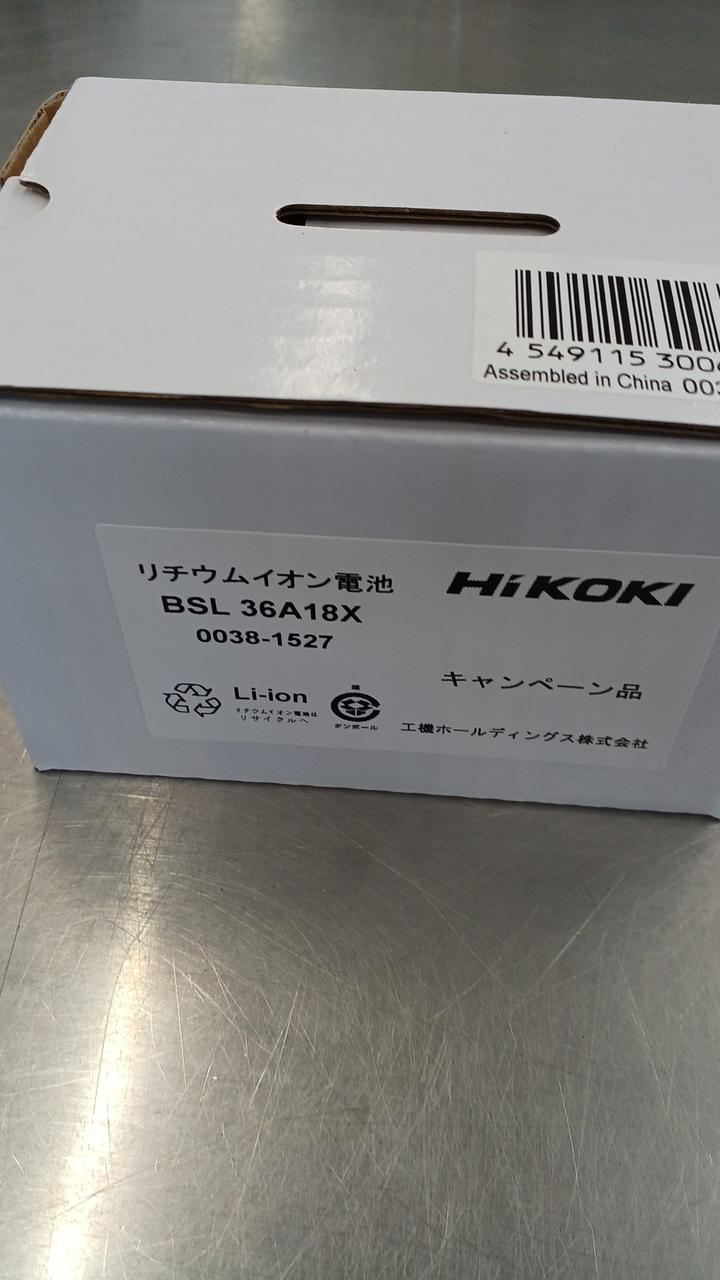 4 549115 300
Assembled in China 00
リチウムイオン電池
HiKOKI
BSL 36A18X
0038-1527
キャンペーン品
Li-ion
リチウムイオン電池は
リサイクルへ
ダンボール
工機ホールディングス株式会社